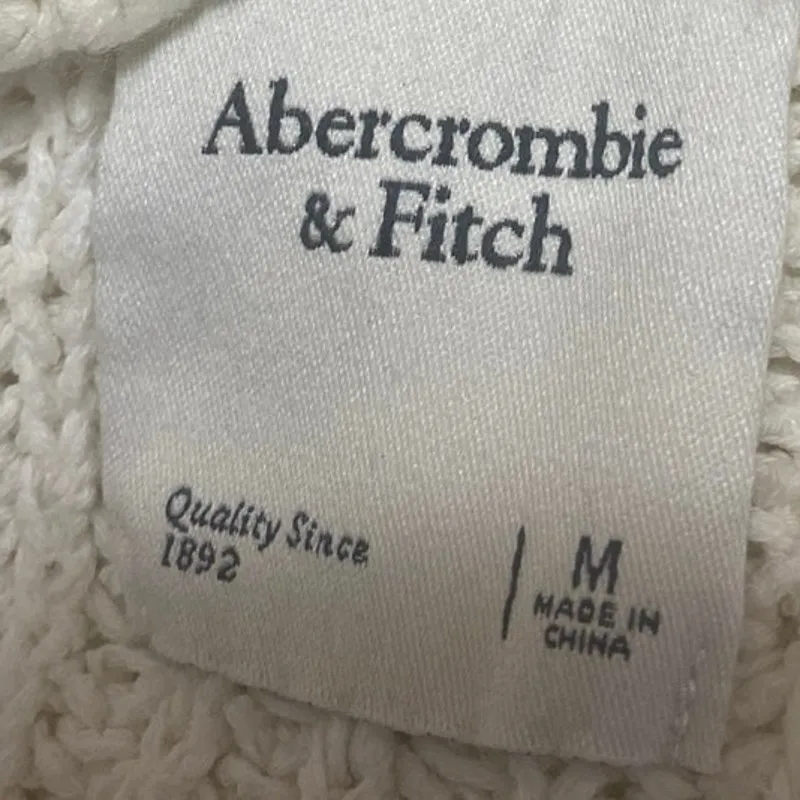 Abercrombie
& Fitch
Quality Since
1892
M
MADE IN
CHINA